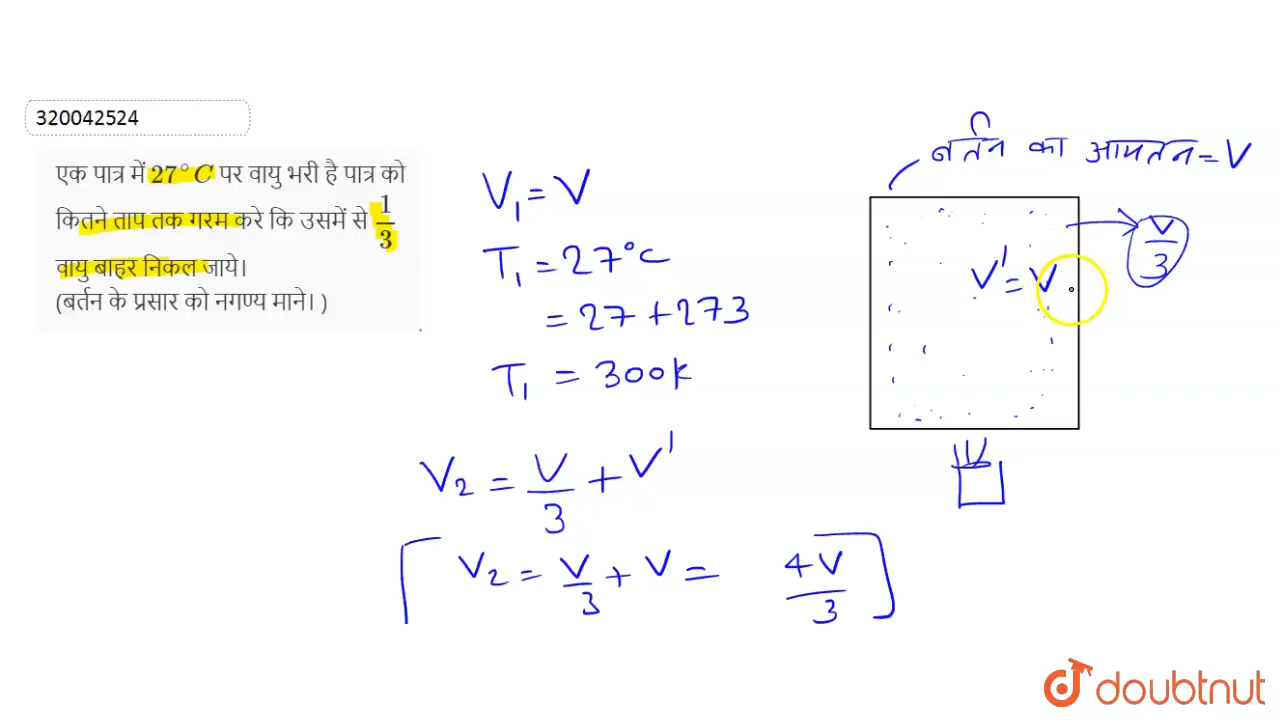 320042524
एक पात्र में 27°C पर वायु भरी है पात्र को
कितने ताप तक गरम करे कि उसमें से 1/3
वायु बाहर निकल जाये।
(बर्तन के प्रसार को नगण्य माने। )
V₁ = V
T₁ = 27°C
= 27 + 273
T₁ = 300K
V₂ = V/3 + V'
V₂ = V/3 + V = 4V/3
बर्तन का आयतन = V
V/3
V' = V
doubtnut